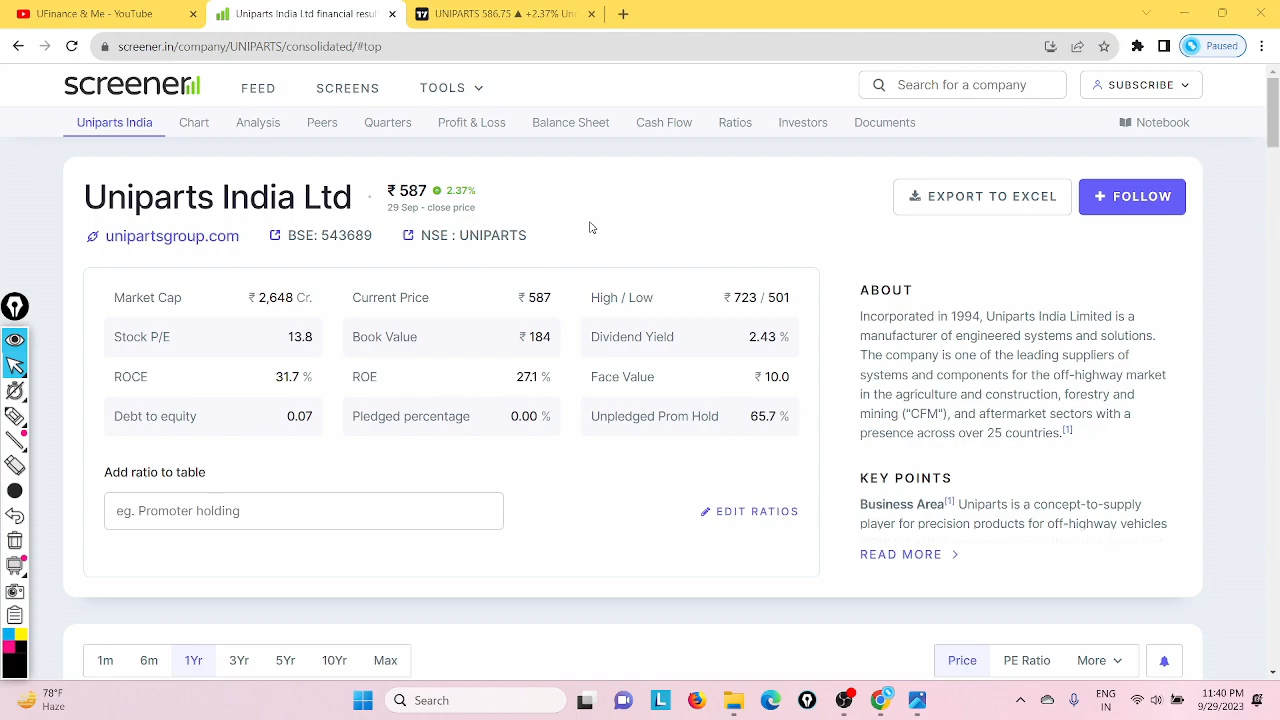 UFinance & Me - YouTube
Uniparts India Ltd financial resul
UNIPARTS 586.75 ▲ +2.37% Un
screener.in/company/UNIPARTS/consolidated/#top
Paused
screener
FEED
SCREENS
TOOLS
Search for a company
SUBSCRIBE
Uniparts India
Chart
Analysis
Peers
Quarters
Profit & Loss
Balance Sheet
Cash Flow
Ratios
Investors
Documents
Notebook
Uniparts India Ltd
₹ 587 2.37%
29 Sep - close price
EXPORT TO EXCEL
+ FOLLOW
unipartsgroup.com
BSE: 543689
NSE : UNIPARTS
Market Cap ₹ 2,648 Cr.
Current Price ₹ 587
High / Low ₹ 723 / 501
Stock P/E 13.8
Book Value ₹ 184
Dividend Yield 2.43 %
ROCE 31.7 %
ROE 27.1 %
Face Value ₹ 10.0
Debt to equity 0.07
Pledged percentage 0.00 %
Unpledged Prom Hold 65.7 %
Add ratio to table
eg. Promoter holding
EDIT RATIOS
ABOUT
Incorporated in 1994, Uniparts India Limited is a
manufacturer of engineered systems and solutions.
The company is one of the leading suppliers of
systems and components for the off-highway market
in the agriculture and construction, forestry and
mining ("CFM"), and aftermarket sectors with a
presence across over 25 countries.[1]
KEY POINTS
Business Area[1] Uniparts is a concept-to-supply
player for precision products for off-highway vehicles
READ MORE
1m
6m
1Yr
3Yr
5Yr
10Yr
Max
Price
PE Ratio
More
78°F
Haze
Search
ENG
IN
11:40 PM
9/29/2023